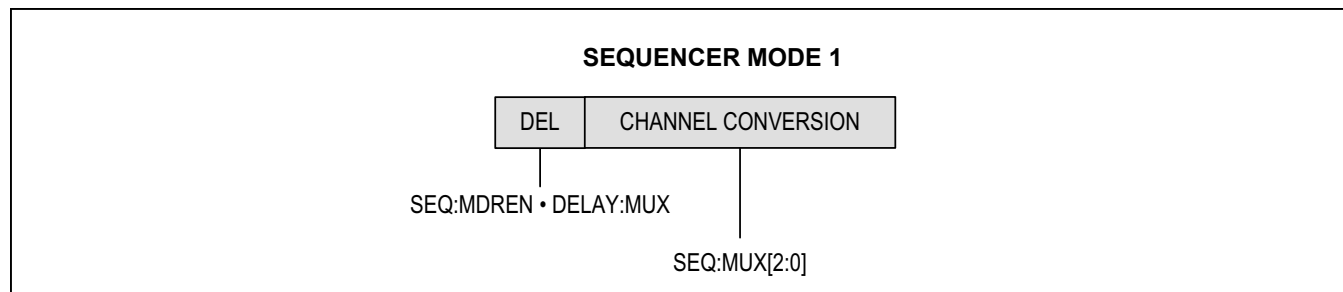 SEQUENCER MODE 1
DEL CHANNEL CONVERSION
SEQ:MDREN • DELAY:MUX
SEQ:MUX[2:0]